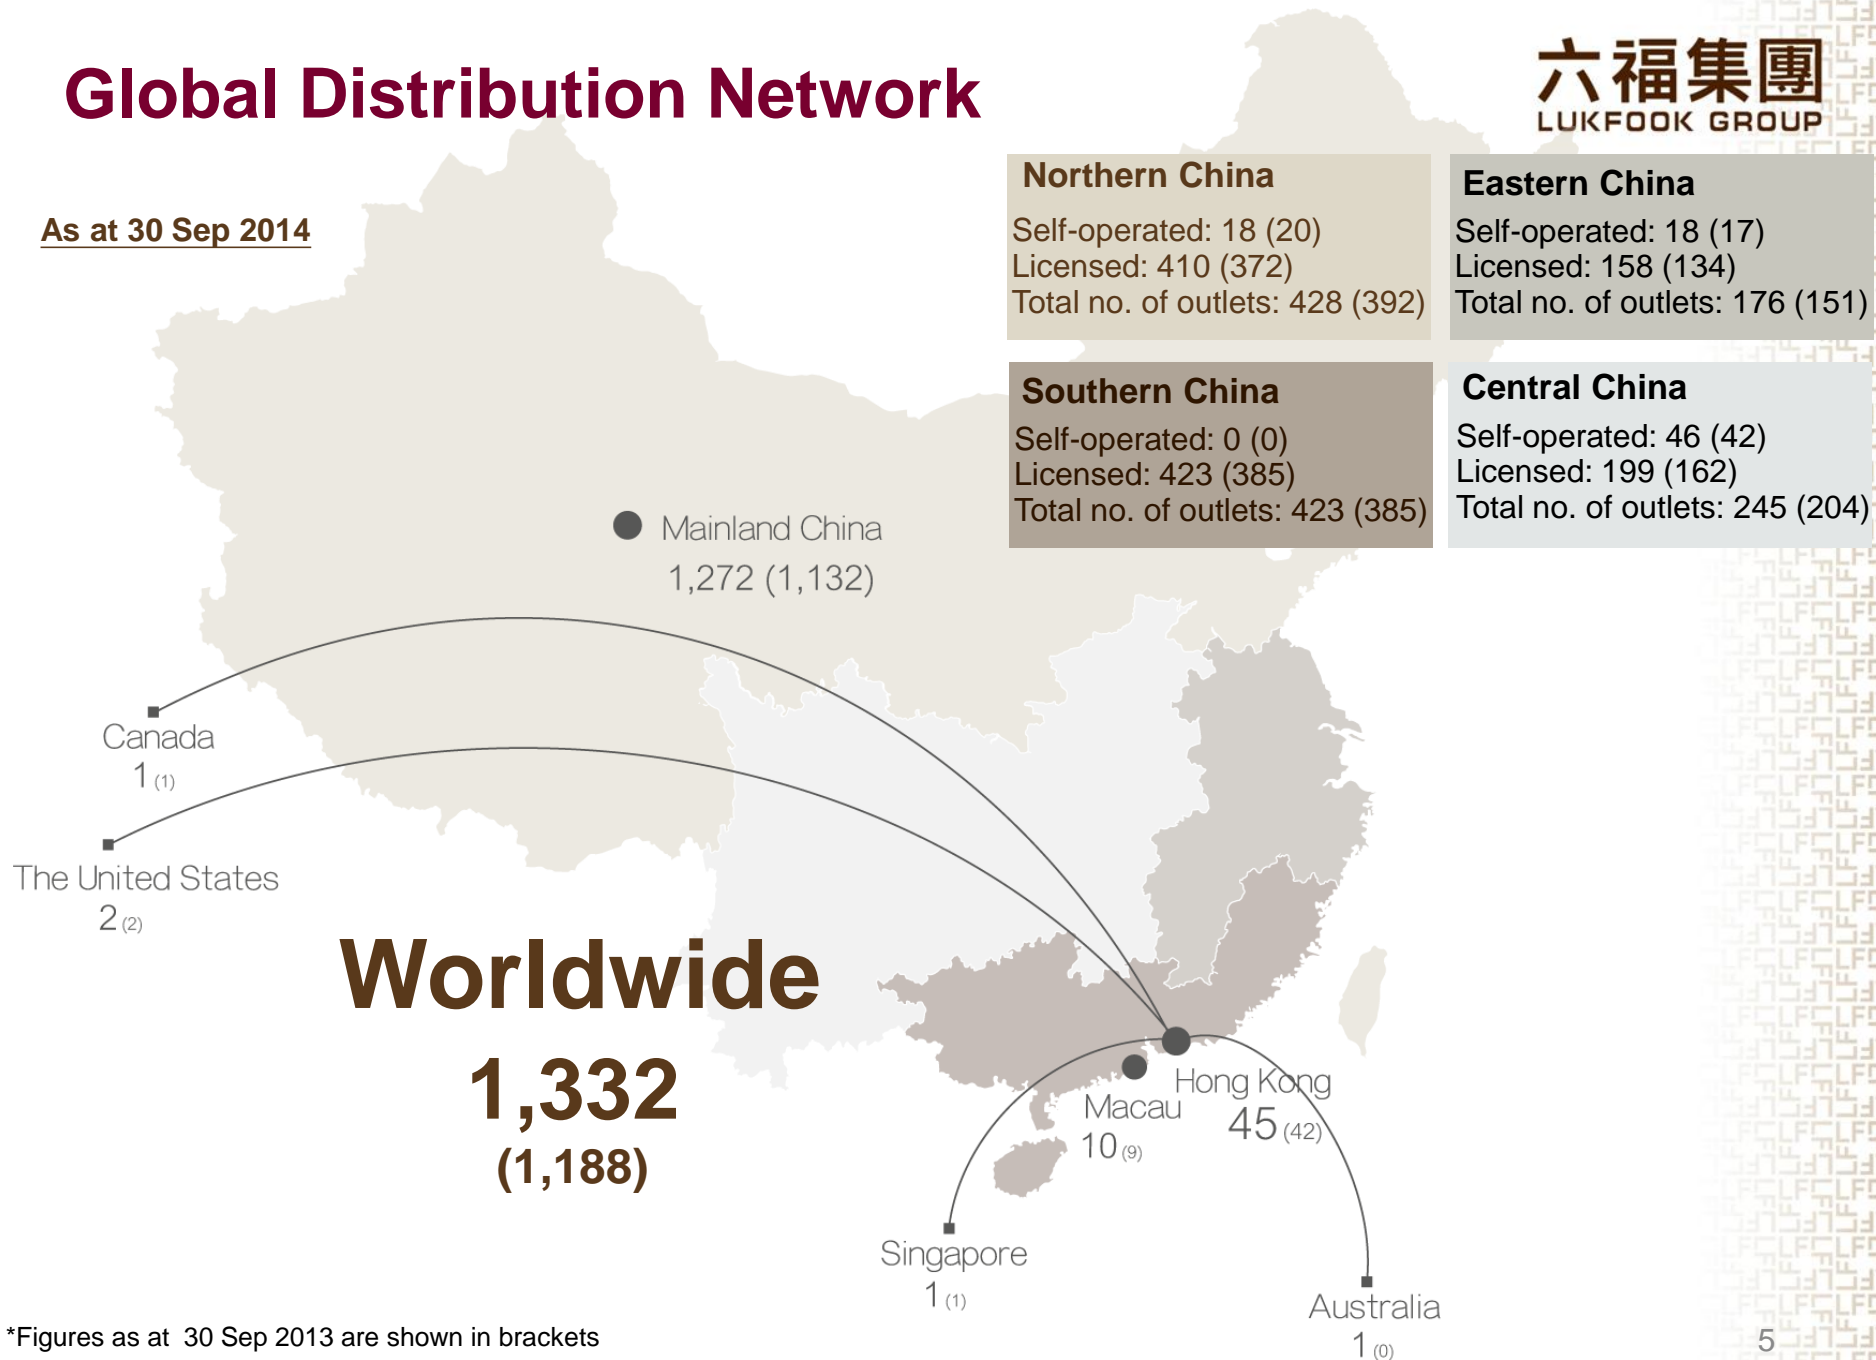 Global Distribution Network
六福集團
LUKFOOK GROUP
As at 30 Sep 2014
Northern China
Self-operated: 18 (20)
Licensed: 410 (372)
Total no. of outlets: 428 (392)
Eastern China
Self-operated: 18 (17)
Licensed: 158 (134)
Total no. of outlets: 176 (151)
Southern China
Self-operated: 0 (0)
Licensed: 423 (385)
Total no. of outlets: 423 (385)
Central China
Self-operated: 46 (42)
Licensed: 199 (162)
Total no. of outlets: 245 (204)
Mainland China
1,272 (1,132)
Canada
1 (1)
The United States
2 (2)
Worldwide
1,332
(1,188)
Hong Kong
45 (42)
Macau
10 (9)
Singapore
1 (1)
Australia
1 (0)
*Figures as at 30 Sep 2013 are shown in brackets
5